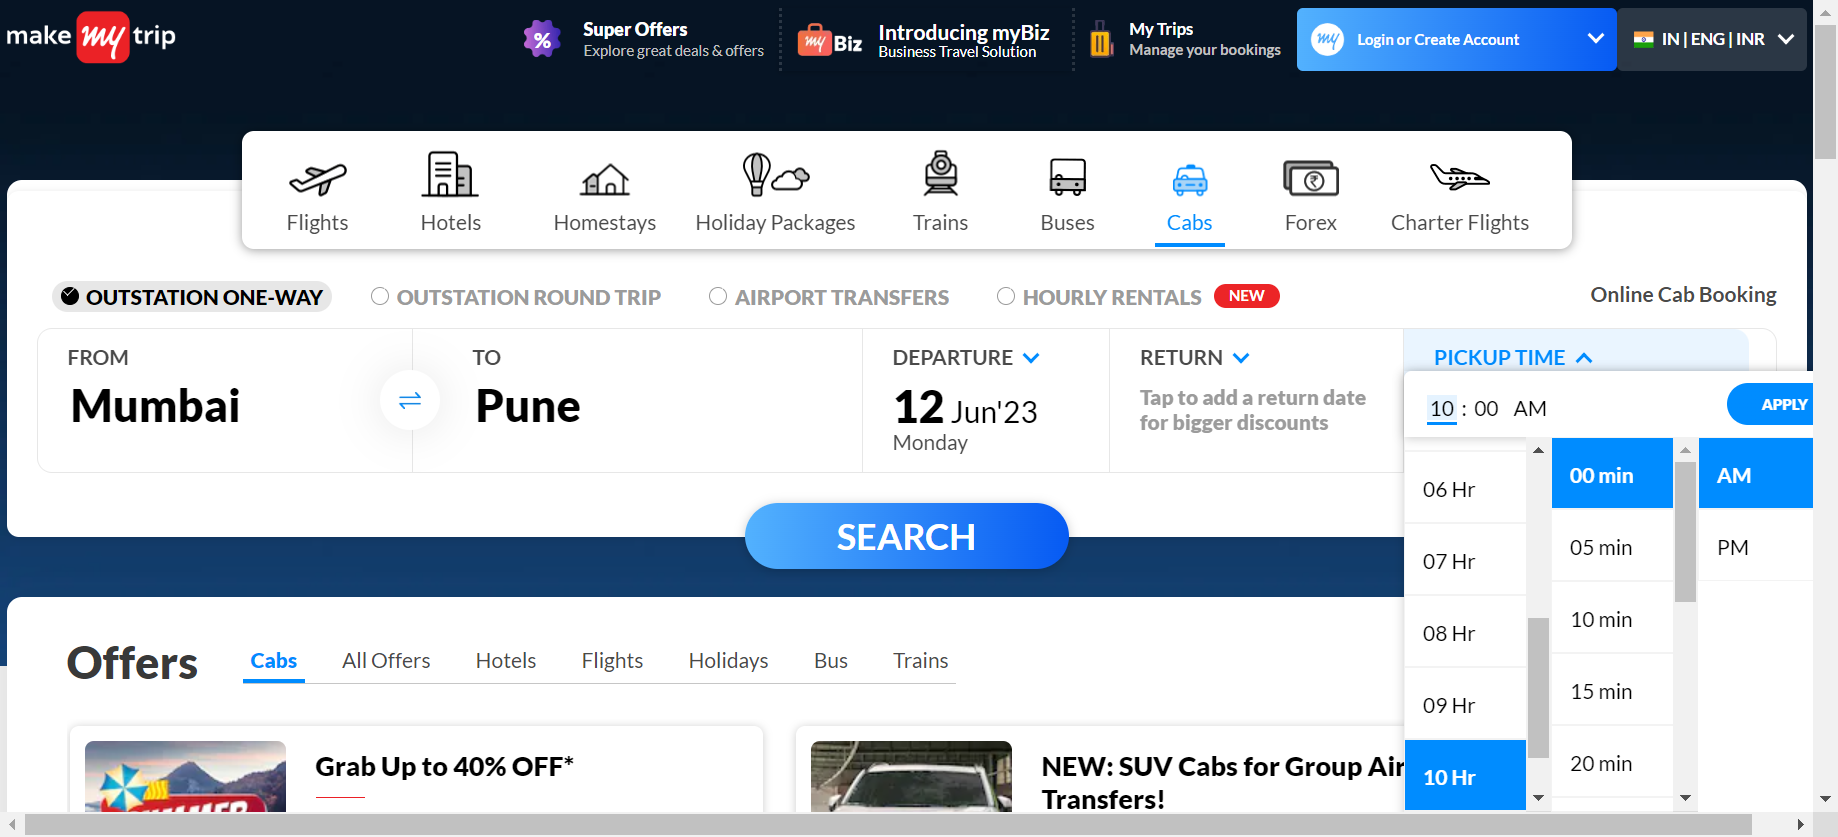 make my trip
%
Super Offers
Explore great deals & offers
my Biz
Introducing myBiz
Business Travel Solution
My Trips
Manage your bookings
my
Login or Create Account
IN | ENG | INR
Flights
Hotels
Homestays
Holiday Packages
Trains
Buses
Cabs
Forex
Charter Flights
OUTSTATION ONE-WAY
OUTSTATION ROUND TRIP
AIRPORT TRANSFERS
HOURLY RENTALS
NEW
Online Cab Booking
FROM
Mumbai
TO
Pune
DEPARTURE
12 Jun'23
Monday
RETURN
Tap to add a return date
for bigger discounts
PICKUP TIME
10 : 00 AM
APPLY
06 Hr
07 Hr
08 Hr
09 Hr
10 Hr
00 min
05 min
10 min
15 min
20 min
AM
PM
SEARCH
Offers
Cabs
All Offers
Hotels
Flights
Holidays
Bus
Trains
Grab Up to 40% OFF*
NEW: SUV Cabs for Group Air
Transfers!